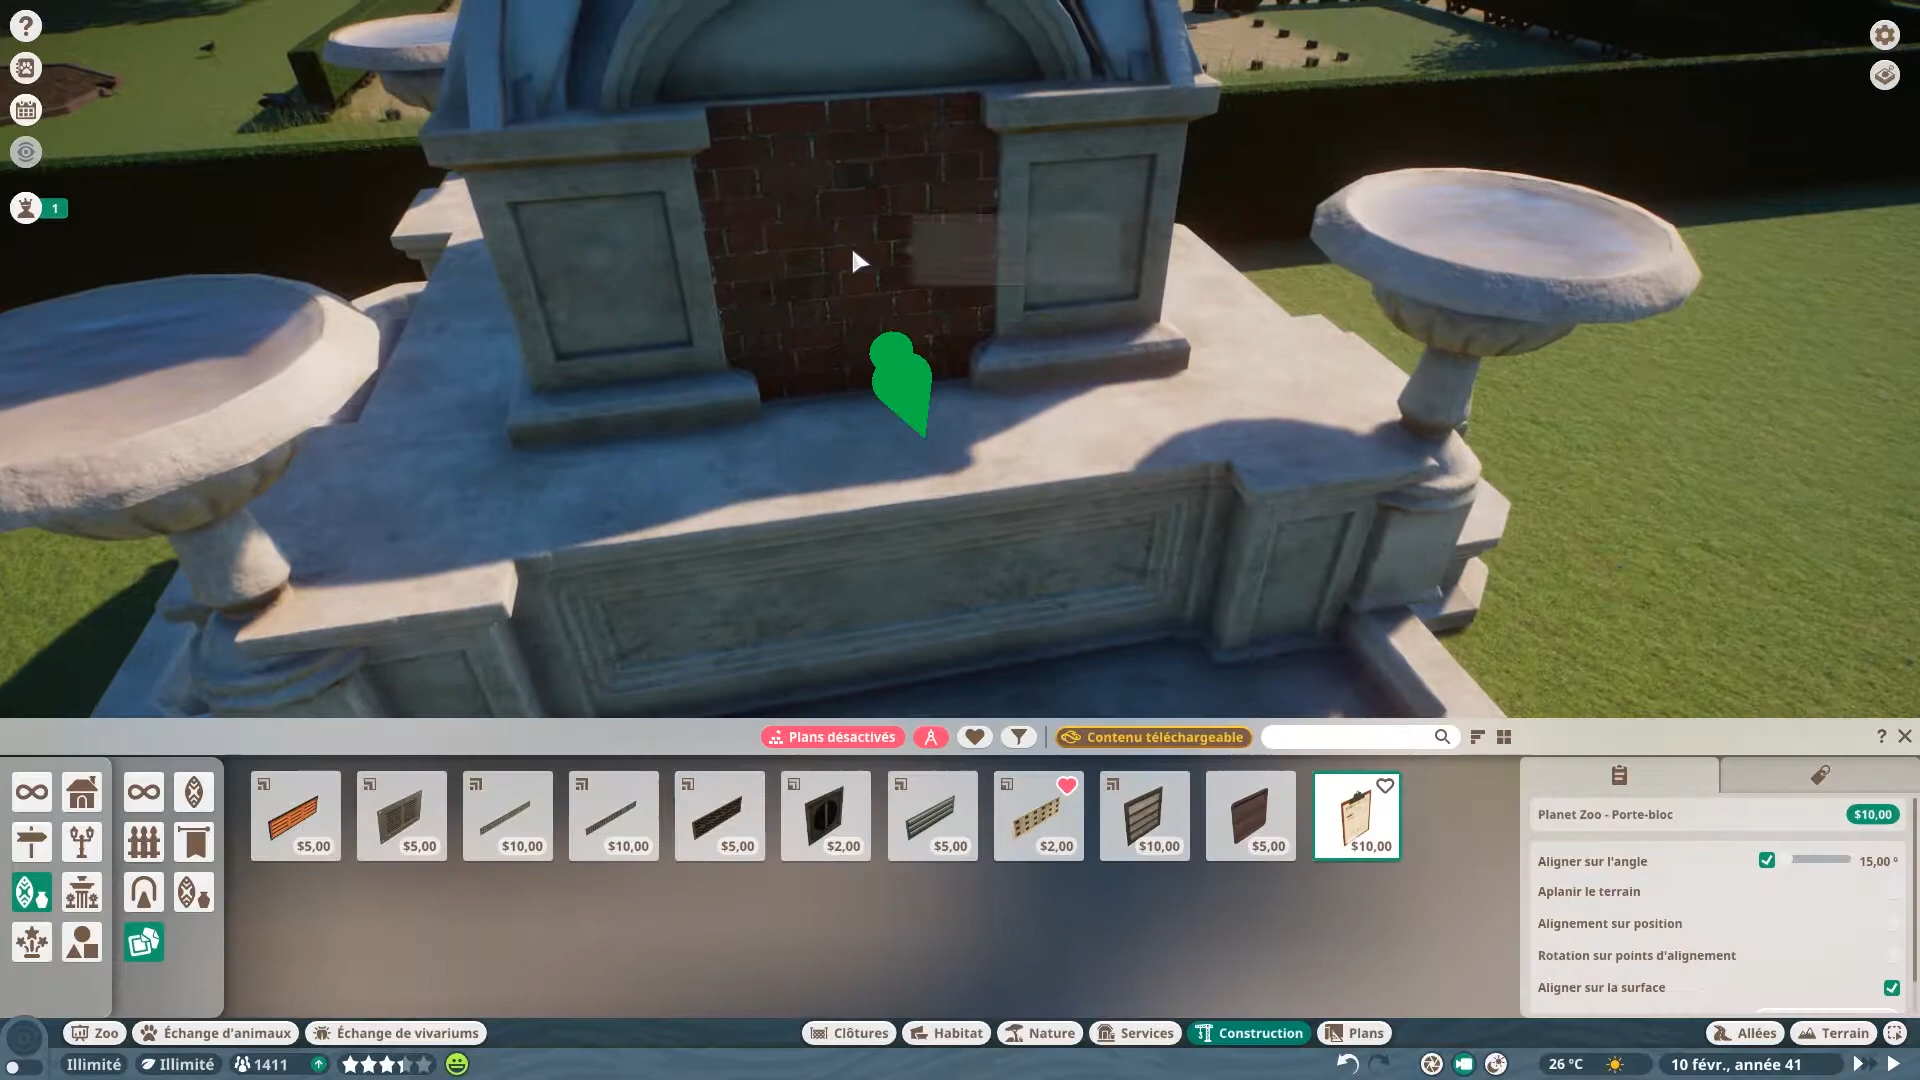 ?
1
Plans désactivés
Contenu téléchargeable
?
$5,00
$5,00
$10,00
$10,00
$5,00
$2,00
$5,00
$2,00
$10,00
$5,00
$10,00
Planet Zoo - Porte-bloc
$10,00
Aligner sur l'angle
15,00 °
Aplanir le terrain
Alignement sur position
Rotation sur points d'alignement
Aligner sur la surface
Zoo
Échange d'animaux
Échange de vivariums
Clôtures
Habitat
Nature
Services
Construction
Plans
Allées
Terrain
Illimité
Illimité
1411
26 °C
10 févr., année 41